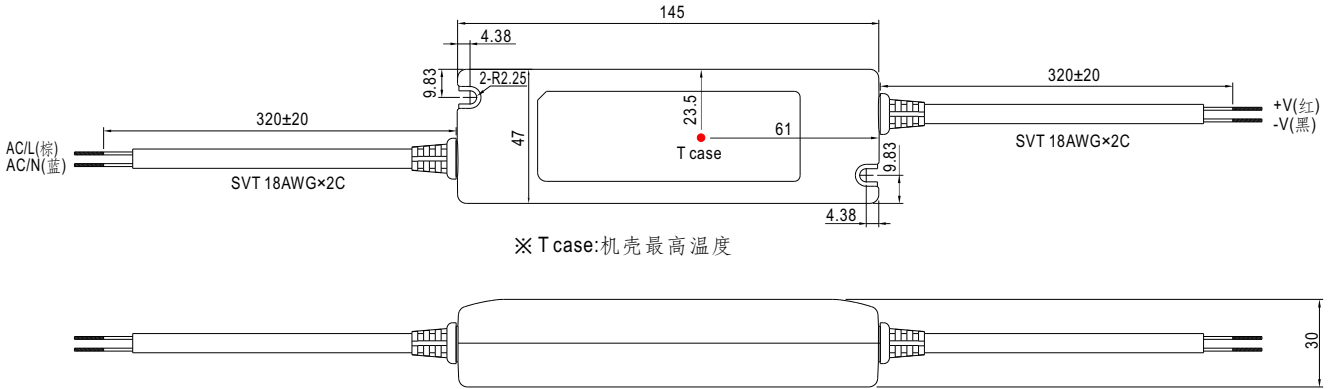 145
4.38
9.83
2-R2.25
320±20
320±20
+V(红)
-V(黑)
23.5
47
61
T case
SVT 18AWG×2C
AC/L(棕)
AC/N(蓝)
SVT 18AWG×2C
9.83
4.38
※ T case:机壳最高温度
30